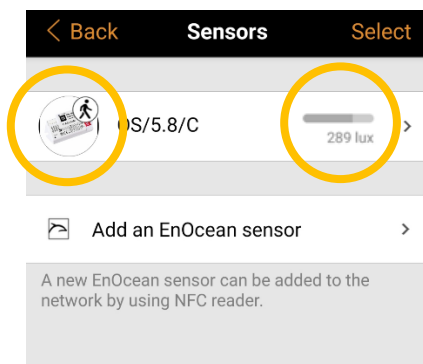 < Back Sensors Select
OS/5.8/C
289 lux
Add an EnOcean sensor
A new EnOcean sensor can be added to the
network by using NFC reader.